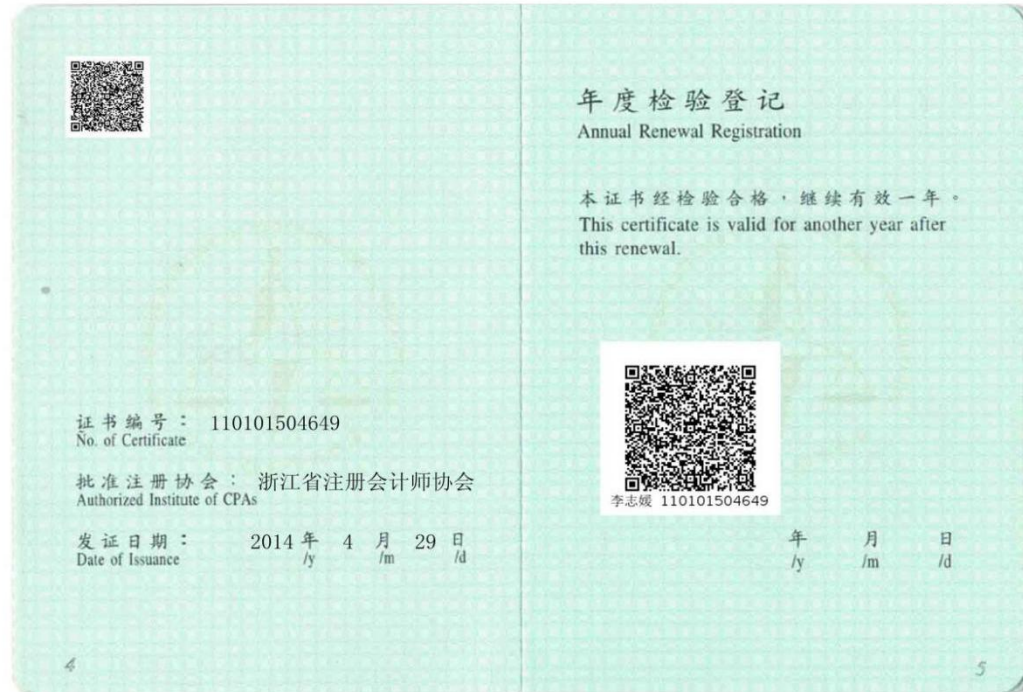 证书编号：110101504649
No. of Certificate
批准注册协会：浙江省注册会计师协会
Authorized Institute of CPAs
发证日期：2014年4月29日
Date of Issuance /y /m /d
4
年度检验登记
Annual Renewal Registration
本证书经检验合格，继续有效一年。
This certificate is valid for another year after
this renewal.
李志媛 110101504649
年 月 日
/y /m /d
5